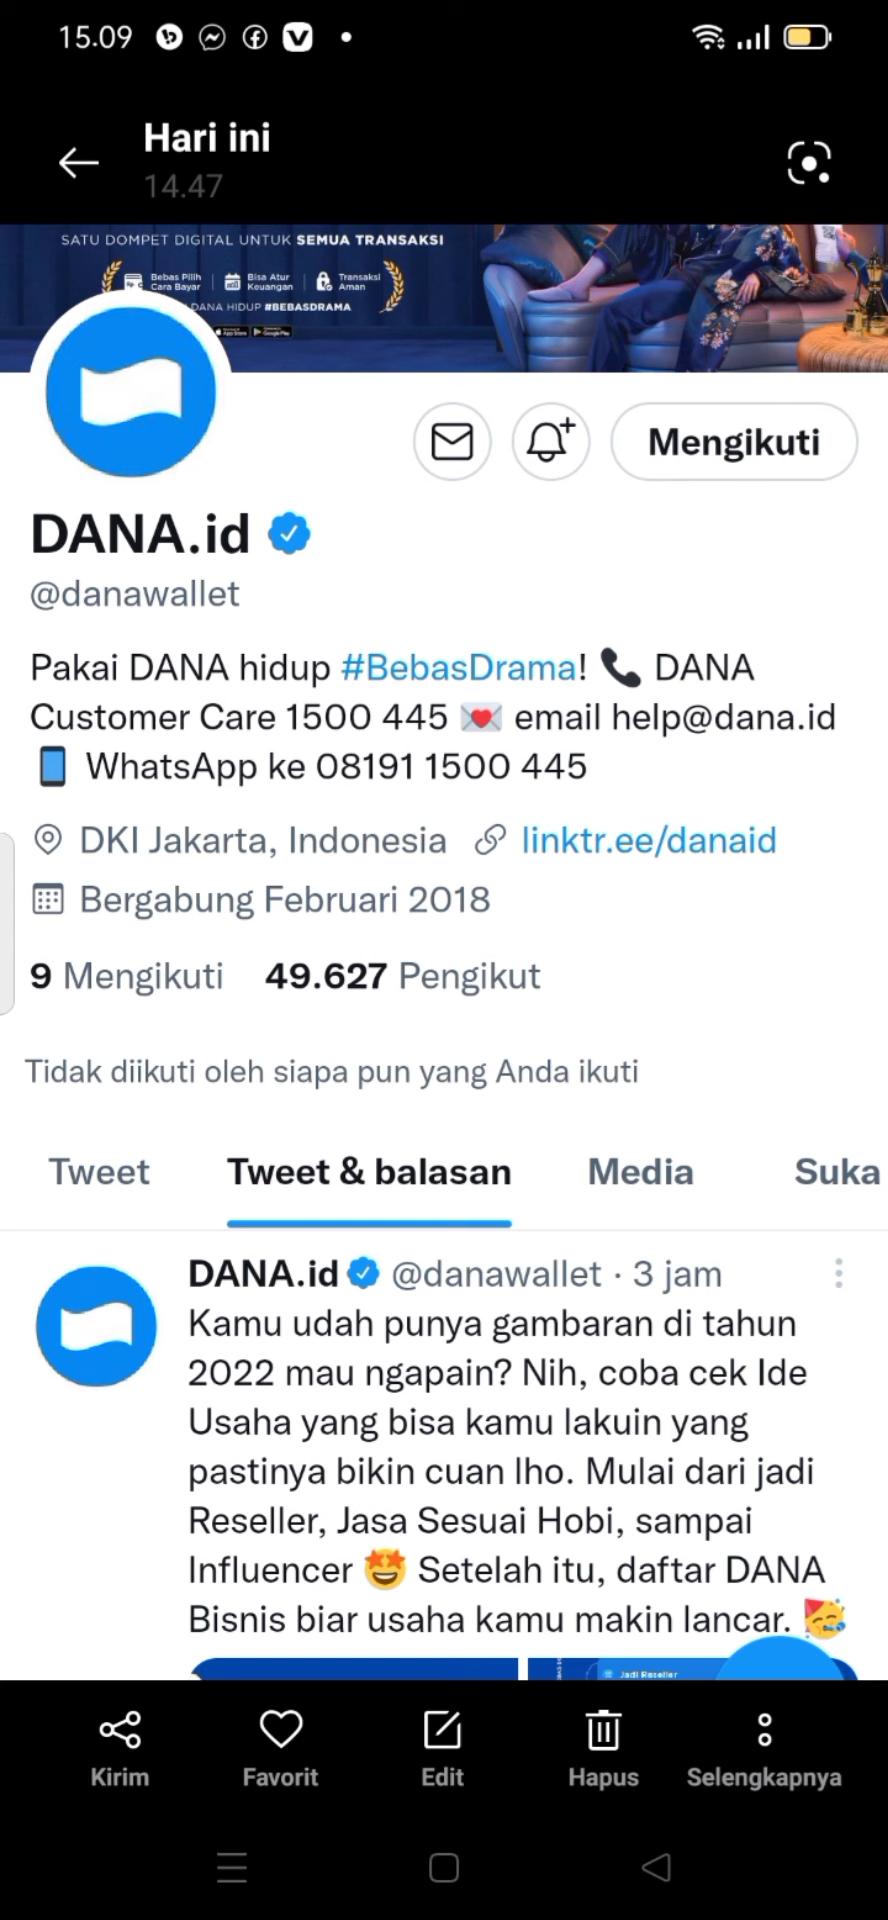 15.09
Hari ini
14.47
SATU DOMPET DIGITAL UNTUK SEMUA TRANSAKSI
Bebas Pilih Cara Bayar
Bisa Atur Keuangan
Transaksi Aman
DANA HIDUP #BEBASDRAMA
App Store Google Play
Mengikuti
DANA.id
@danawallet
Pakai DANA hidup #BebasDrama! 📞 DANA
Customer Care 1500 445 💌 email help@dana.id
📱 WhatsApp ke 08191 1500 445
DKI Jakarta, Indonesia linktr.ee/danaid
Bergabung Februari 2018
9 Mengikuti 49.627 Pengikut
Tidak diikuti oleh siapa pun yang Anda ikuti
Tweet Tweet & balasan Media Suka
DANA.id @danawallet · 3 jam
Kamu udah punya gambaran di tahun
2022 mau ngapain? Nih, coba cek Ide
Usaha yang bisa kamu lakuin yang
pastinya bikin cuan lho. Mulai dari jadi
Reseller, Jasa Sesuai Hobi, sampai
Influencer 🤩 Setelah itu, daftar DANA
Bisnis biar usaha kamu makin lancar. 🥳
Jadi Reseller
Kirim Favorit Edit Hapus Selengkapnya